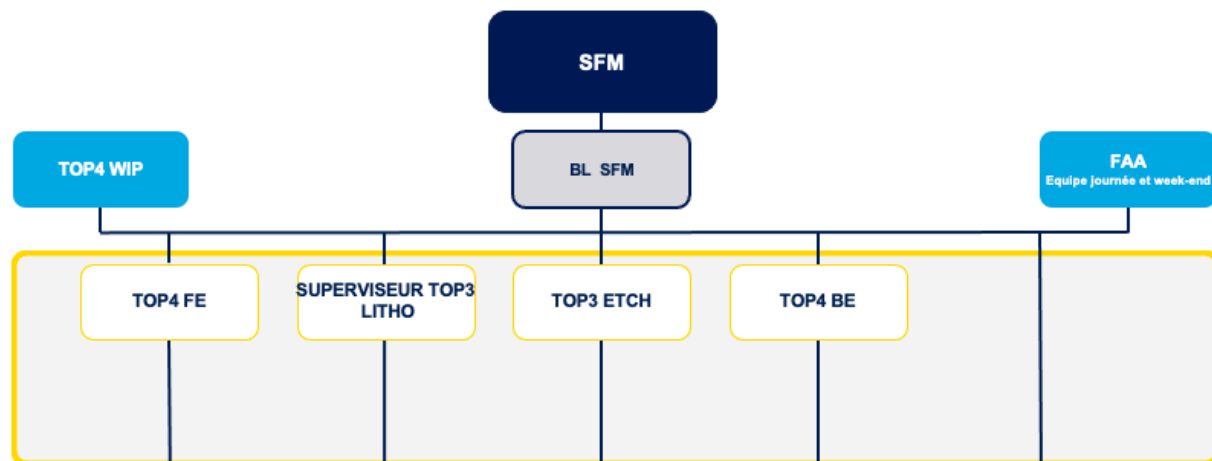 SFM
TOP4 WIP
BL SFM
FAA
Equipe journée et week-end
TOP4 FE
SUPERVISEUR TOP3
LITHO
TOP3 ETCH
TOP4 BE